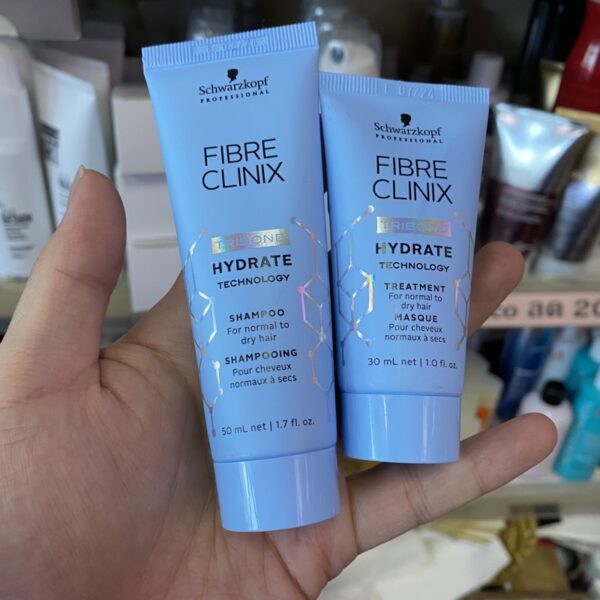 Schwarzkopf
PROFESSIONAL
FIBRE
CLINIX
TRIBOND
HYDRATE
TECHNOLOGY
SHAMPOO
For normal to
dry hair
SHAMPOOING
Pour cheveux
normaux à secs
50 mL net | 1.7 fl. oz.
Schwarzkopf
PROFESSIONAL
FIBRE
CLINIX
TRIBOND
HYDRATE
TECHNOLOGY
TREATMENT
For normal to
dry hair
MASQUE
Pour cheveux
normaux à secs
30 mL net | 1.0 fl. oz.